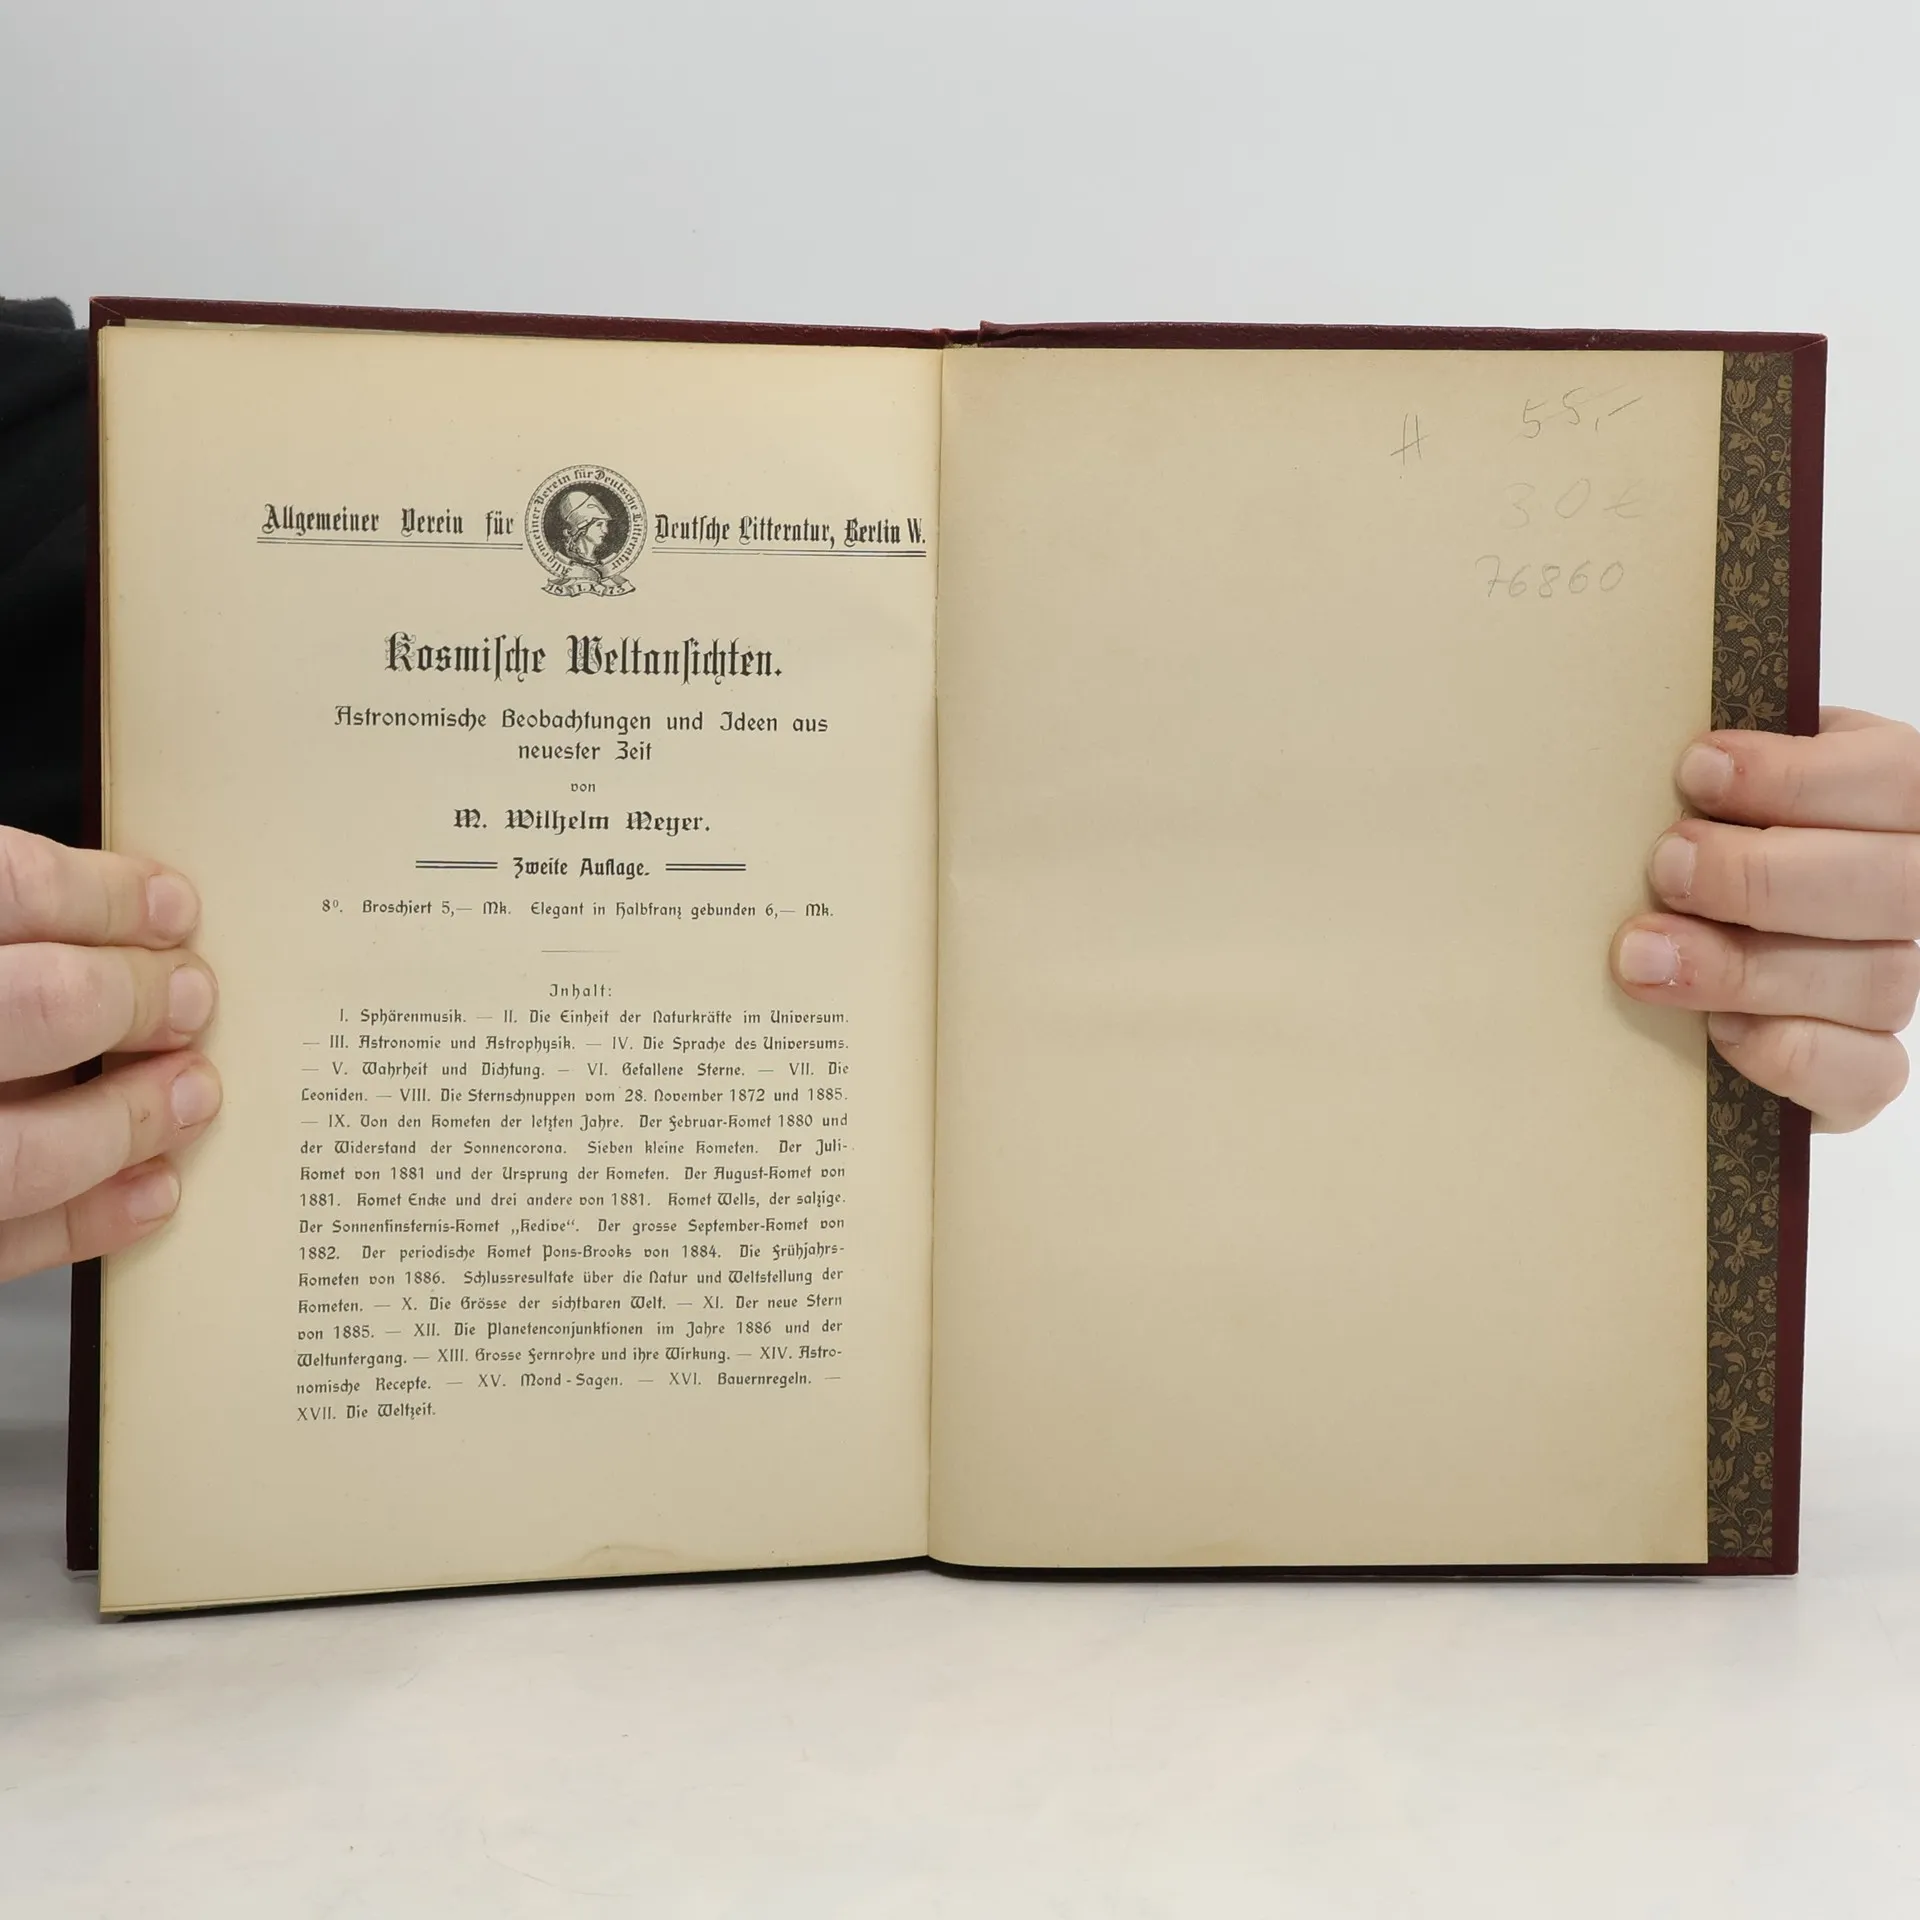 Allgemeiner Verein für Deutsche Litteratur, Berlin W.
Allgemeiner Verein für Deutsche Litteratur
18 I.X. 73
Kosmische Weltansichten.
Astronomische Beobachtungen und Ideen aus
neuester Zeit
von
M. Wilhelm Meyer.
Zweite Auflage.
8⁰. Broschiert 5,— Mk. Elegant in Halbfranz gebunden 6,— Mk.
Inhalt:
I. Sphärenmusik. — II. Die Einheit der Naturkräfte im Universum.
— III. Astronomie und Astrophysik. — IV. Die Sprache des Universums.
— V. Wahrheit und Dichtung. — VI. Gefallene Sterne. — VII. Die
Leoniden. — VIII. Die Sternschnuppen vom 28. November 1872 und 1885.
— IX. Von den Kometen der letzten Jahre. Der Februar-Komet 1880 und
der Widerstand der Sonnencorona. Sieben kleine Kometen. Der Juli-
Komet von 1881 und der Ursprung der Kometen. Der August-Komet von
1881. Komet Encke und drei andere von 1881. Komet Wells, der salzige.
Der Sonnenfinsternis-Komet „Kedive“. Der grosse September-Komet von
1882. Der periodische Komet Pons-Brooks von 1884. Die Frühjahrs-
Kometen von 1886. Schlussresultate über die Natur und Weltstellung der
Kometen. — X. Die Grösse der sichtbaren Welt. — XI. Der neue Stern
von 1885. — XII. Die Planetenconjunktionen im Jahre 1886 und der
Weltuntergang. — XIII. Grosse Fernrohre und ihre Wirkung. — XIV. Astro-
nomische Recepte. — XV. Mond-Sagen. — XVI. Bauernregeln. —
XVII. Die Weltzeit.
H 55,-
30€
76860